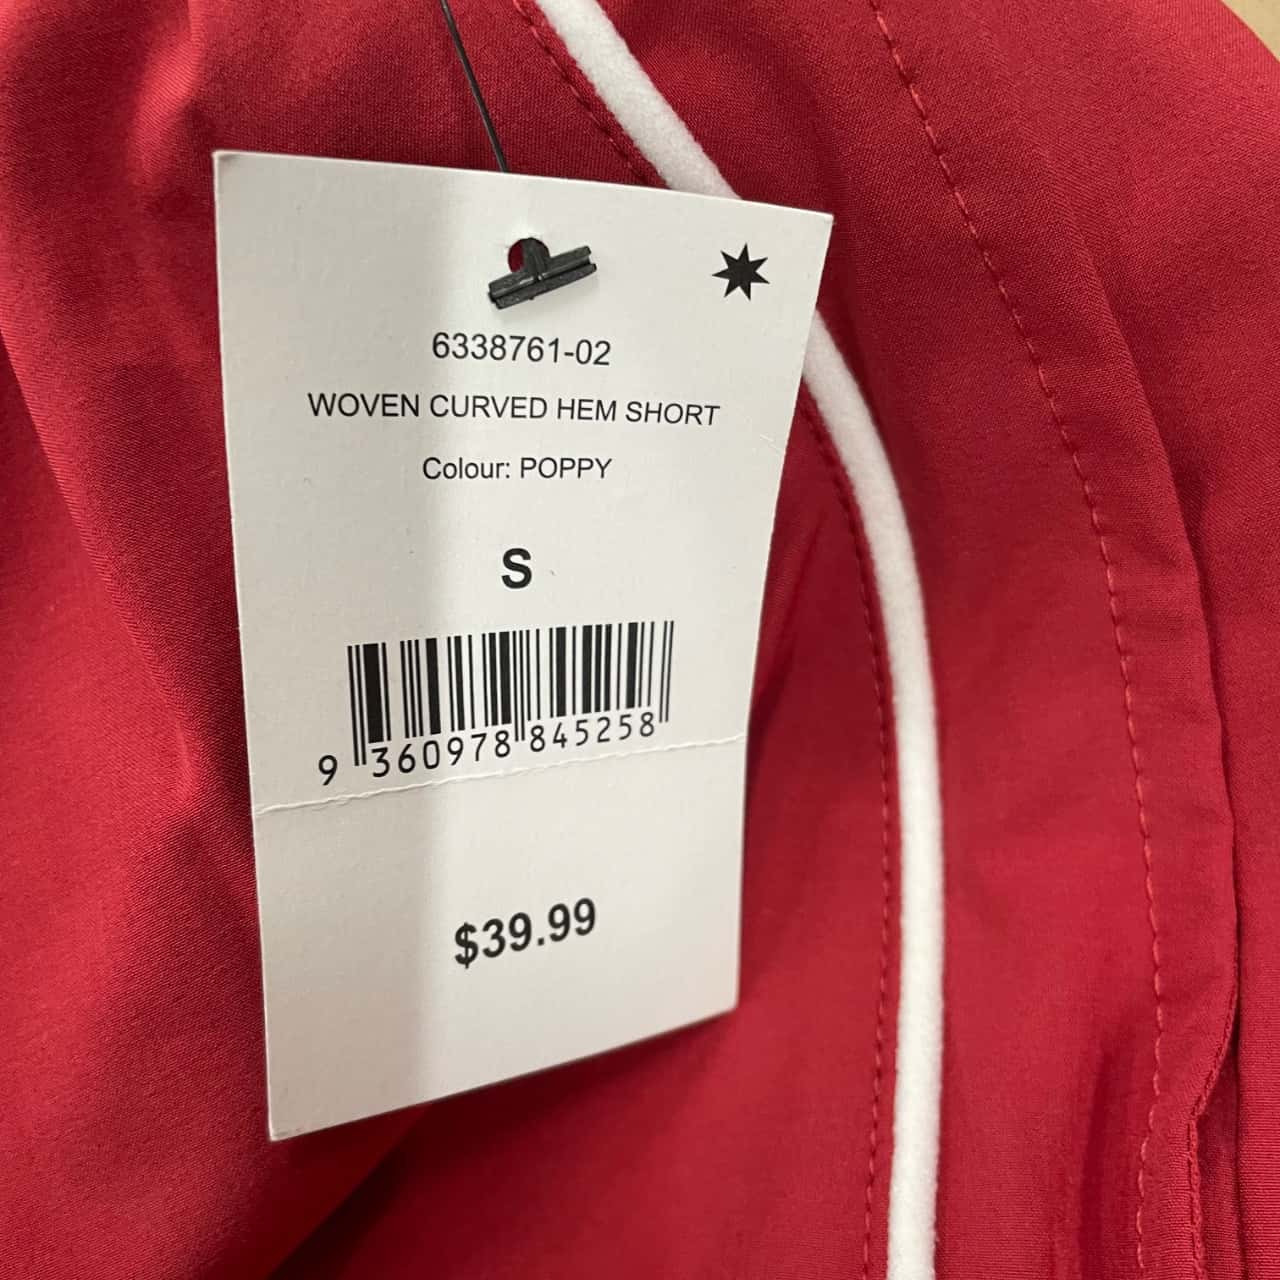 6338761-02
WOVEN CURVED HEM SHORT
Colour: POPPY
S
9 360978 845258
$39.99